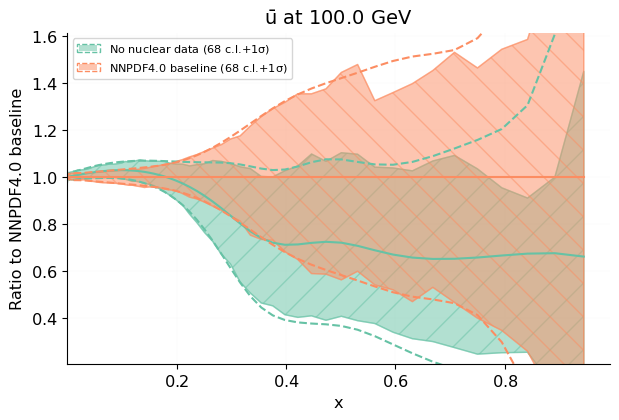 ū at 100.0 GeV
No nuclear data (68 c.l.+1σ)
NNPDF4.0 baseline (68 c.l.+1σ)
Ratio to NNPDF4.0 baseline
1.6
1.4
1.2
1.0
0.8
0.6
0.4
0.2
0.4
0.6
0.8
x